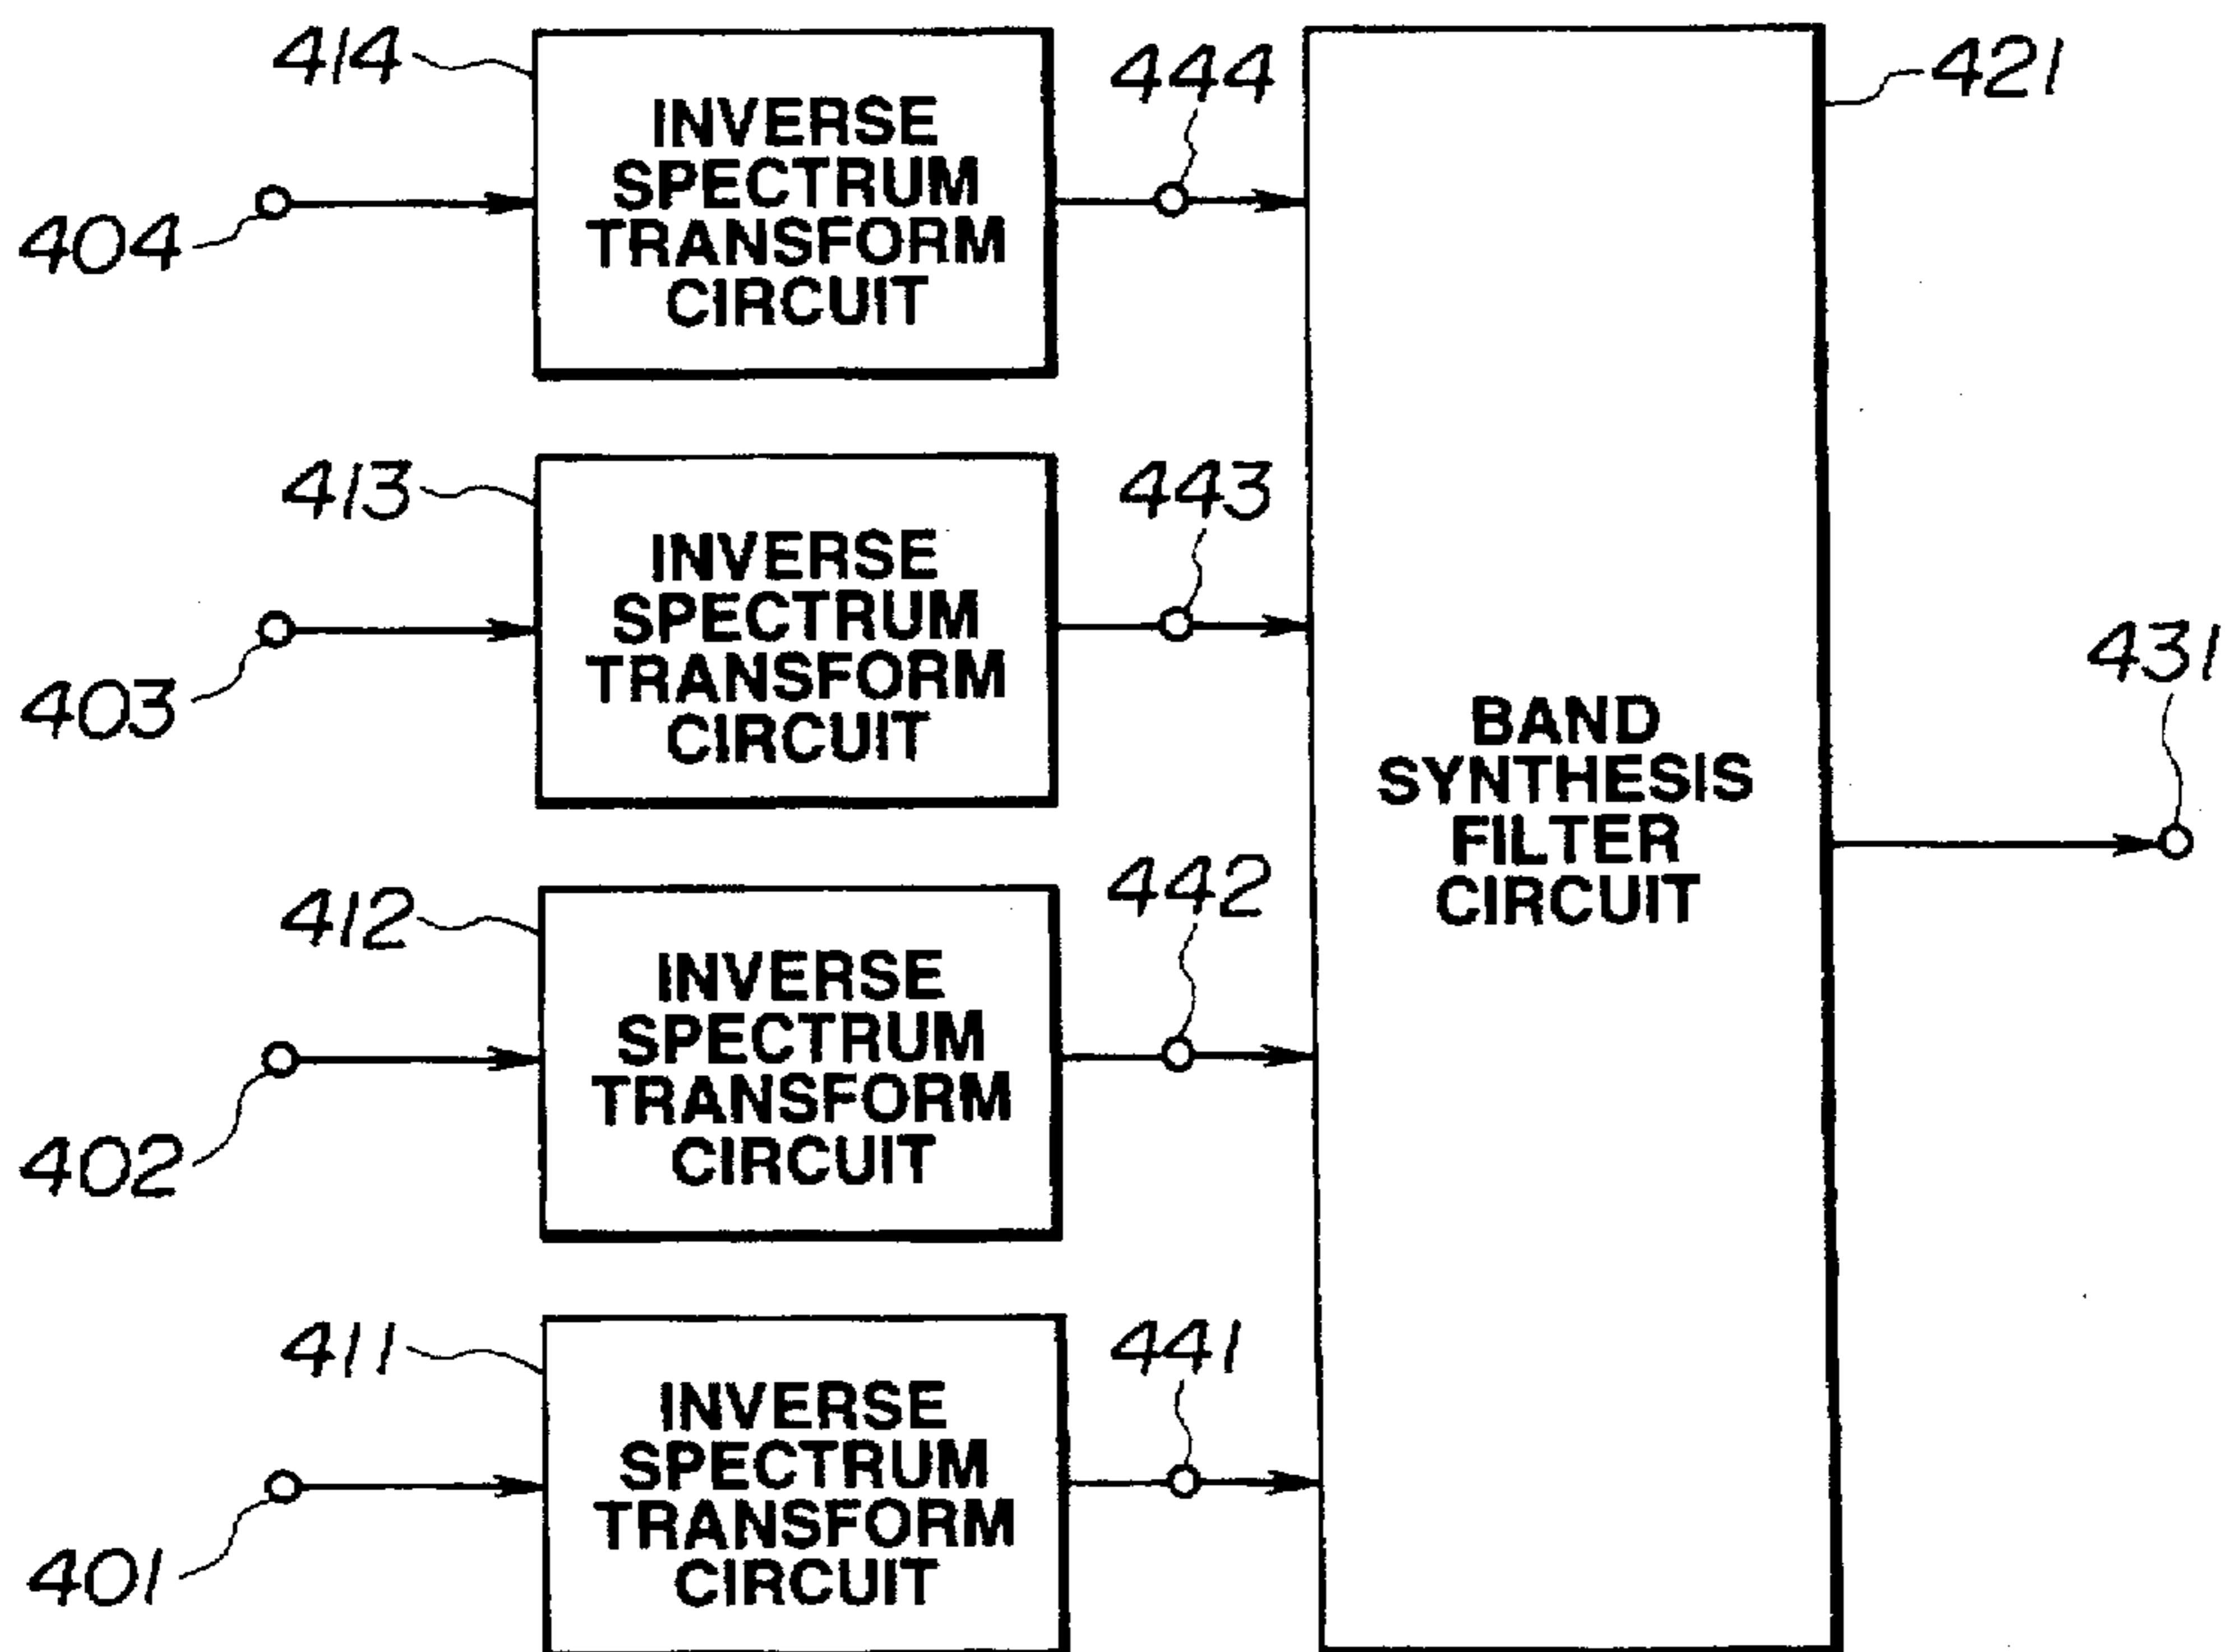 414
INVERSE
SPECTRUM
TRANSFORM
CIRCUIT
404
444
421
413
INVERSE
SPECTRUM
TRANSFORM
CIRCUIT
403
443
BAND
SYNTHESIS
FILTER
CIRCUIT
431
412
INVERSE
SPECTRUM
TRANSFORM
CIRCUIT
402
442
411
INVERSE
SPECTRUM
TRANSFORM
CIRCUIT
401
441